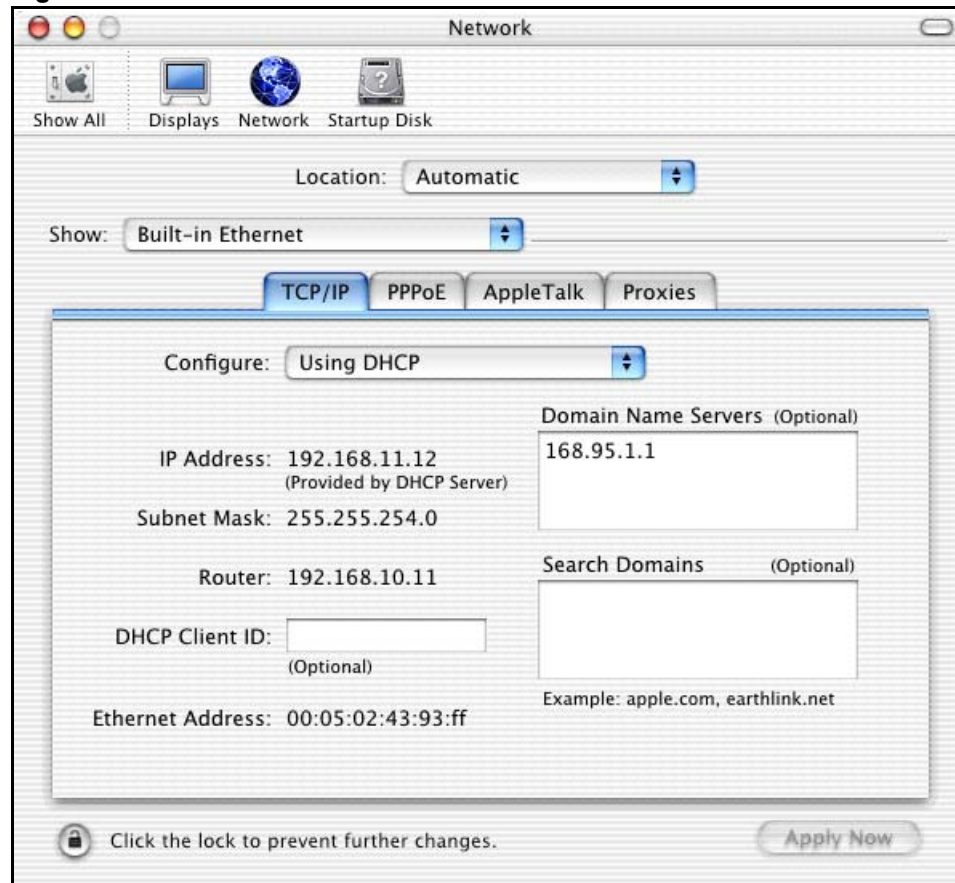 Network
Show All
Displays
Network
Startup Disk
Location: Automatic
Show: Built-in Ethernet
TCP/IP
PPPoE
AppleTalk
Proxies
Configure: Using DHCP
IP Address: 192.168.11.12
(Provided by DHCP Server)
Subnet Mask: 255.255.254.0
Router: 192.168.10.11
DHCP Client ID:
(Optional)
Ethernet Address: 00:05:02:43:93:ff
Domain Name Servers (Optional)
168.95.1.1
Search Domains (Optional)
Example: apple.com, earthlink.net
Click the lock to prevent further changes.
Apply Now